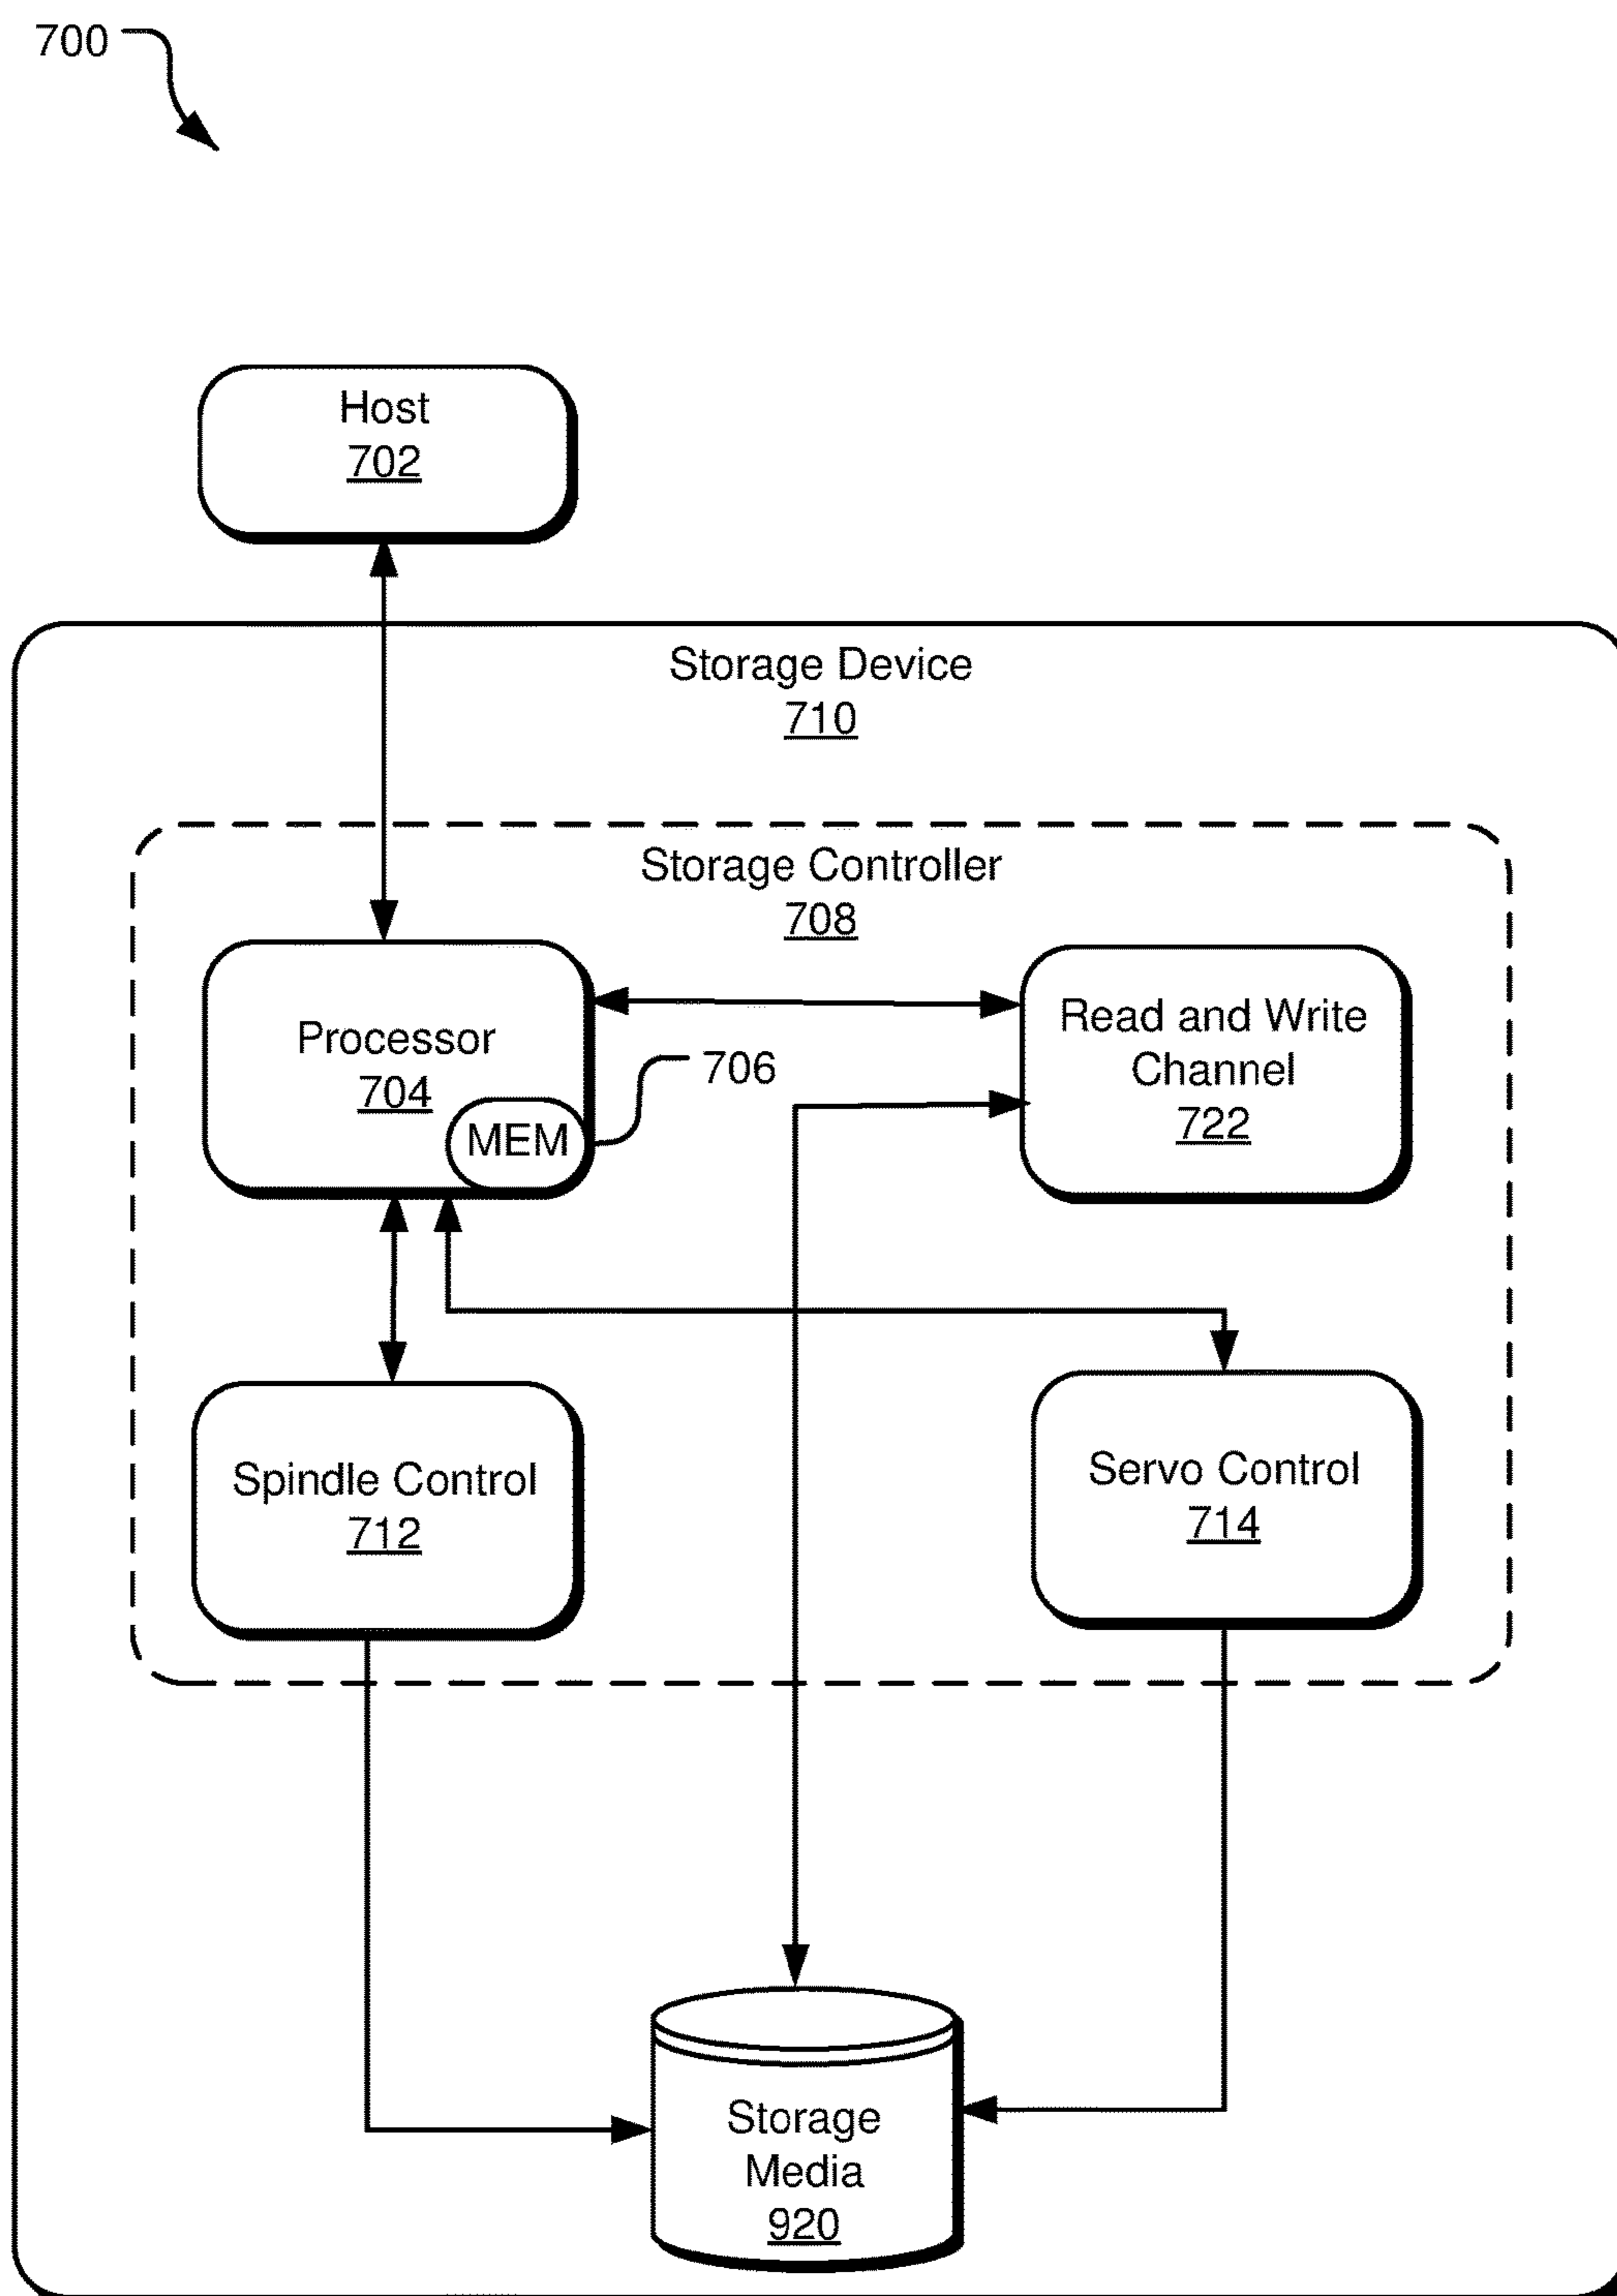 700
Host
702
Storage Device
710
Storage Controller
708
Processor
704
MEM
706
Read and Write
Channel
722
Spindle Control
712
Servo Control
714
Storage
Media
920